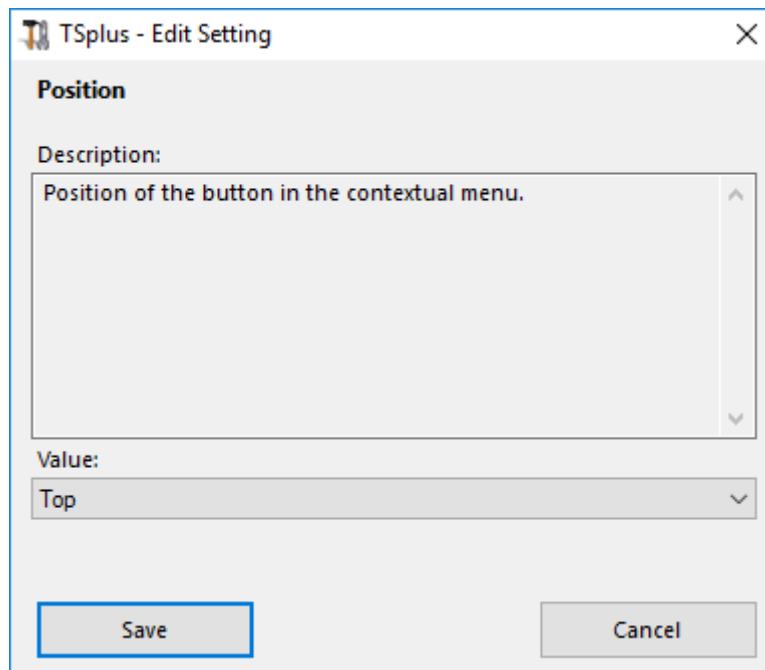 TSplus - Edit Setting
Position
Description:
Position of the button in the contextual menu.
Value:
Top
Save
Cancel